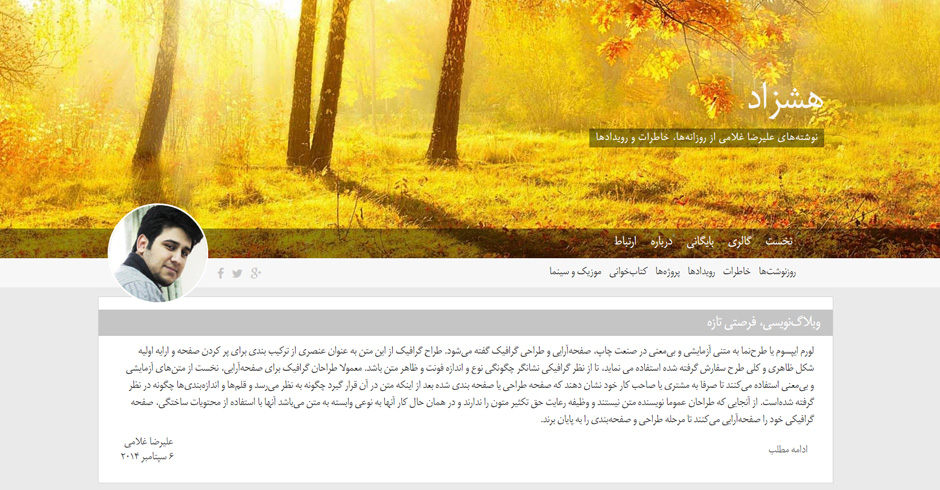 هشزاد
نوشته‌های علیرضا غلامی از روزانه‌ها، خاطرات و رویدادها
نخست گالری بایگانی درباره ارتباط
روزنوشت‌ها خاطرات رویدادها پروژه‌ها کتاب‌خوانی موزیک و سینما
وبلاگ‌نویسی، فرصتی تازه
لورم ایپسوم یا طرح‌نما به متنی آزمایشی و بی‌معنی در صنعت چاپ، صفحه‌آرایی و طراحی گرافیک گفته می‌شود. طراح گرافیک از این متن به عنوان عنصری از ترکیب بندی برای پر کردن صفحه و ارایه اولیه
شکل ظاهری و کلی طرح سفارش گرفته شده استفاده می نماید، تا از نظر گرافیکی نشانگر چگونگی نوع و اندازه فونت و ظاهر متن باشد. معمولا طراحان گرافیک برای صفحه‌آرایی، نخست از متن‌های آزمایشی
و بی‌معنی استفاده می‌کنند تا صرفا به مشتری یا صاحب کار خود نشان دهند که صفحه طراحی یا صفحه بندی شده بعد از اینکه متن در آن قرار گیرد چگونه به نظر می‌رسد و قلم‌ها و اندازه‌بندی‌ها چگونه در نظر
گرفته شده‌است. از آنجایی که طراحان عموما نویسنده متن نیستند و وظیفه رعایت حق تکثیر متون را ندارند و در همان حال کار آنها به نوعی وابسته به متن می‌باشد آنها با استفاده از محتویات ساختگی، صفحه
گرافیکی خود را صفحه‌آرایی می‌کنند تا مرحله طراحی و صفحه‌بندی را به پایان برند.
ادامه مطلب
علیرضا غلامی
۶ سپتامبر ۲۰۱۴